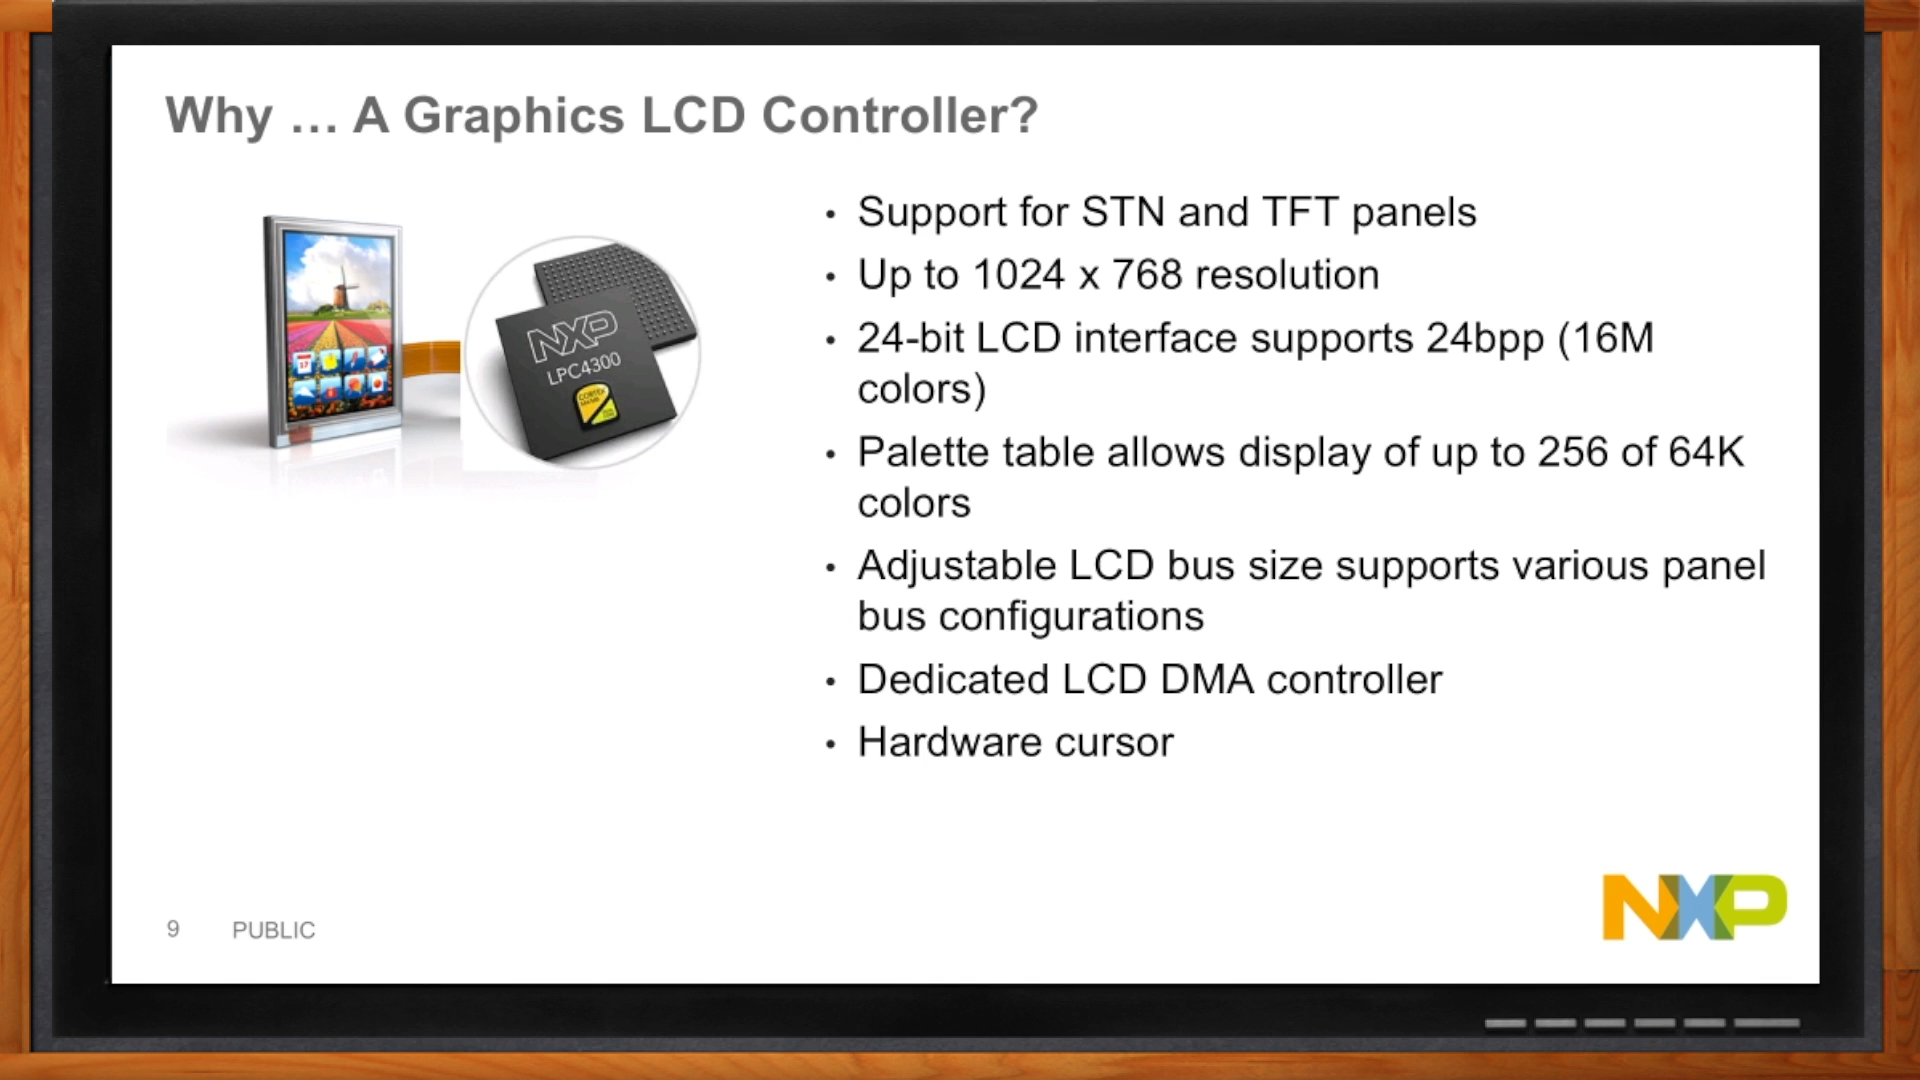 Why … A Graphics LCD Controller?
• Support for STN and TFT panels
• Up to 1024 x 768 resolution
• 24-bit LCD interface supports 24bpp (16M
colors)
• Palette table allows display of up to 256 of 64K
colors
• Adjustable LCD bus size supports various panel
bus configurations
• Dedicated LCD DMA controller
• Hardware cursor
NXP
LPC4300
17
9 PUBLIC
NXP